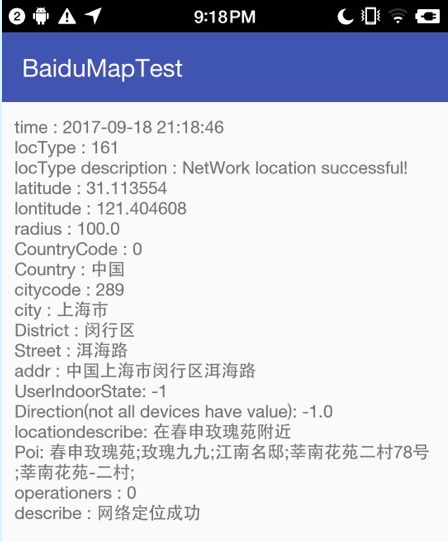 2 9:18PM
BaiduMapTest
time : 2017-09-18 21:18:46
locType : 161
locType description : NetWork location successful!
latitude : 31.113554
lontitude : 121.404608
radius : 100.0
CountryCode : 0
Country : 中国
citycode : 289
city : 上海市
District : 闵行区
Street : 洱海路
addr : 中国上海市闵行区洱海路
UserIndoorState: -1
Direction(not all devices have value): -1.0
locationdescribe: 在春申玫瑰苑附近
Poi: 春申玫瑰苑;玫瑰九九;江南名邸;莘南花苑二村78号
;莘南花苑-二村;
operationers : 0
describe : 网络定位成功